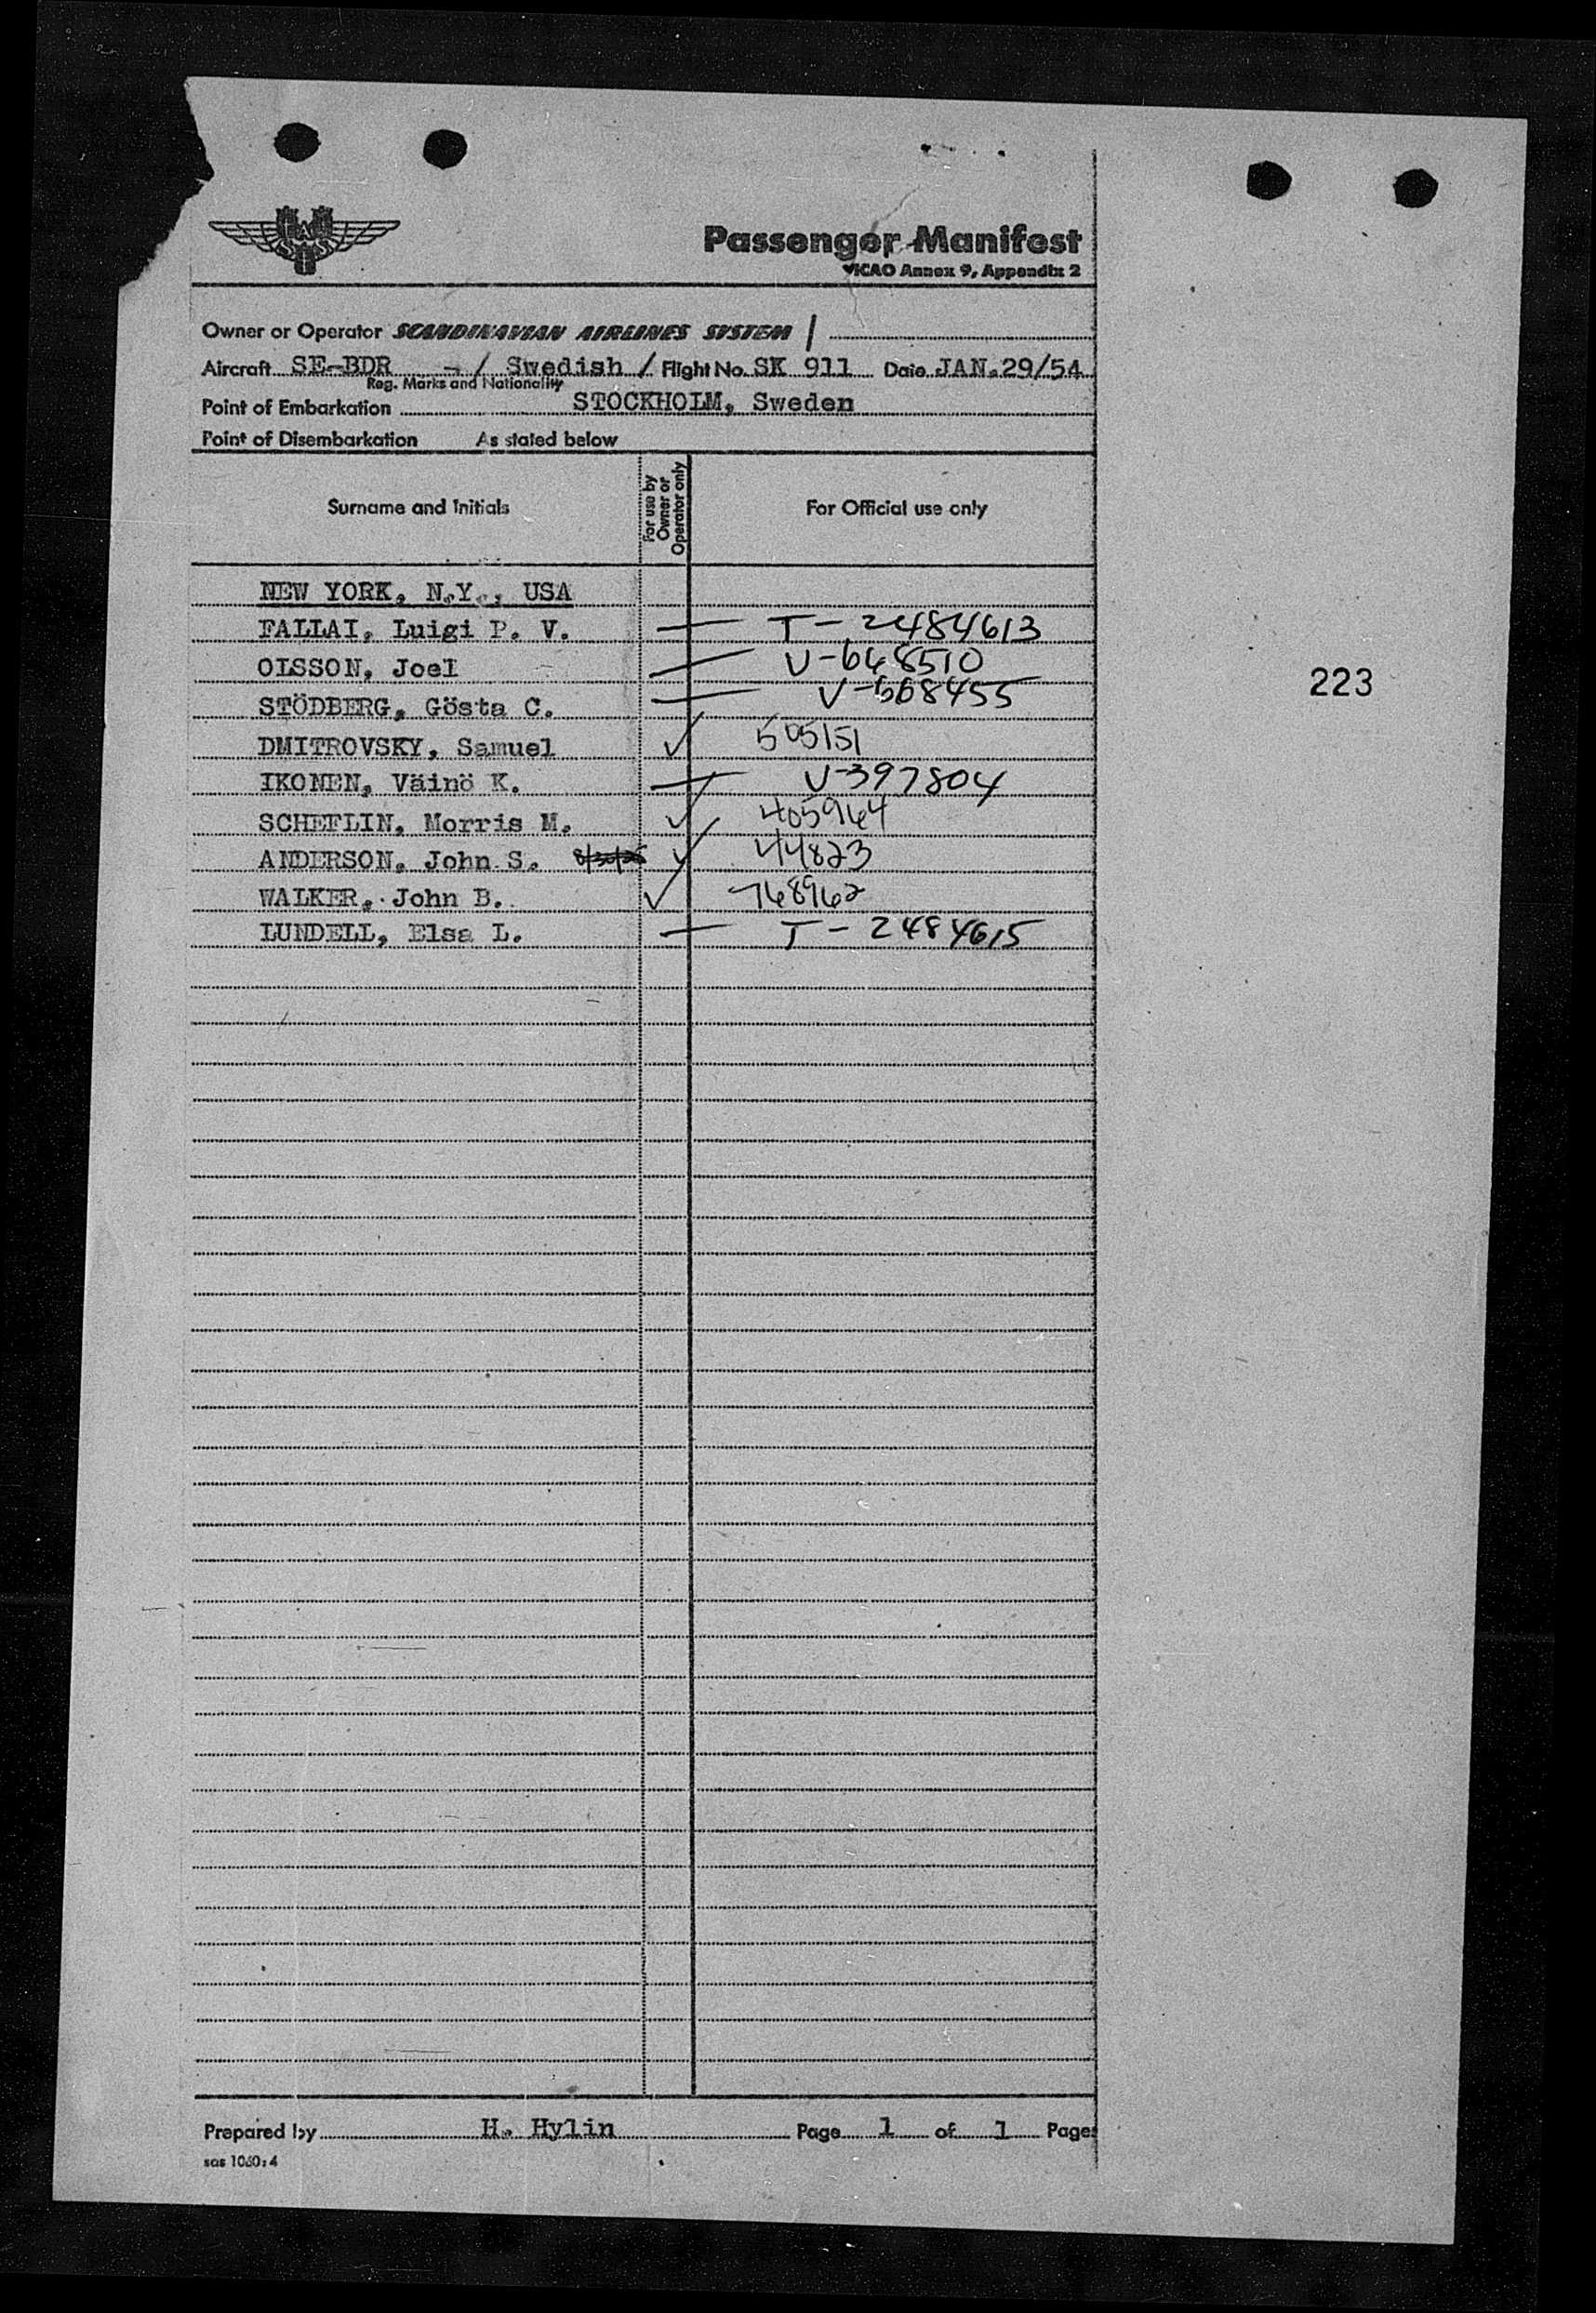 SAS
Passenger Manifest
ICAO Annex 9, Appendix 2
Owner or Operator SCANDINAVIAN AIRLINES SYSTEM /
Aircraft SE-BDR - / Swedish / Flight No. SK 911 Date JAN.29/54
Reg. Marks and Nationality
Point of Embarkation STOCKHOLM, Sweden
Point of Disembarkation As stated below
Surname and Initials
For use by Owner or Operator only
For Official use only
NEW YORK, N.Y., USA
FALLAI, Luigi P. V. — T-2484613
OLSSON, Joel — V-648510
223
STÖDBERG, Gösta C. — V-568455
DMITROVSKY, Samuel ✓ 505151
IKONEN, Väinö K. — V-397804
SCHEFLIN, Morris M. ✓ 405964
ANDERSON, John S. ✓ 44823
WALKER, John B. ✓ 768962
LUNDELL, Elsa L. — T-2484615
Prepared by H. Hylin Page 1 of 1 Pages
sas 1060:4